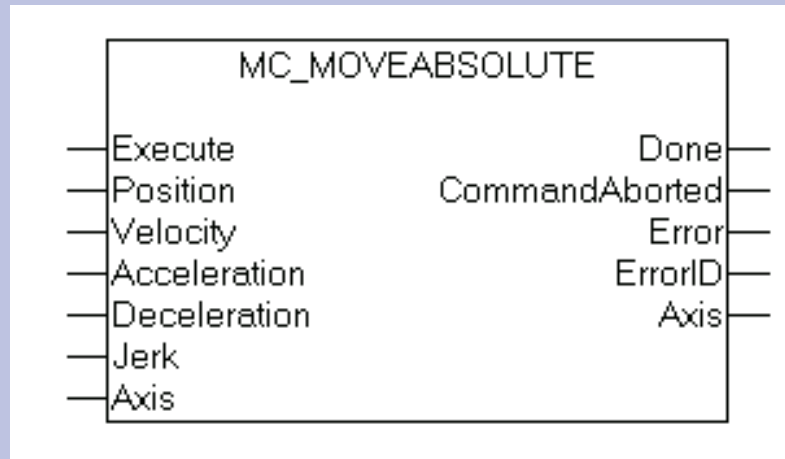 MC_MOVEABSOLUTE
Execute Done
Position CommandAborted
Velocity Error
Acceleration ErrorID
Deceleration Axis
Jerk
Axis